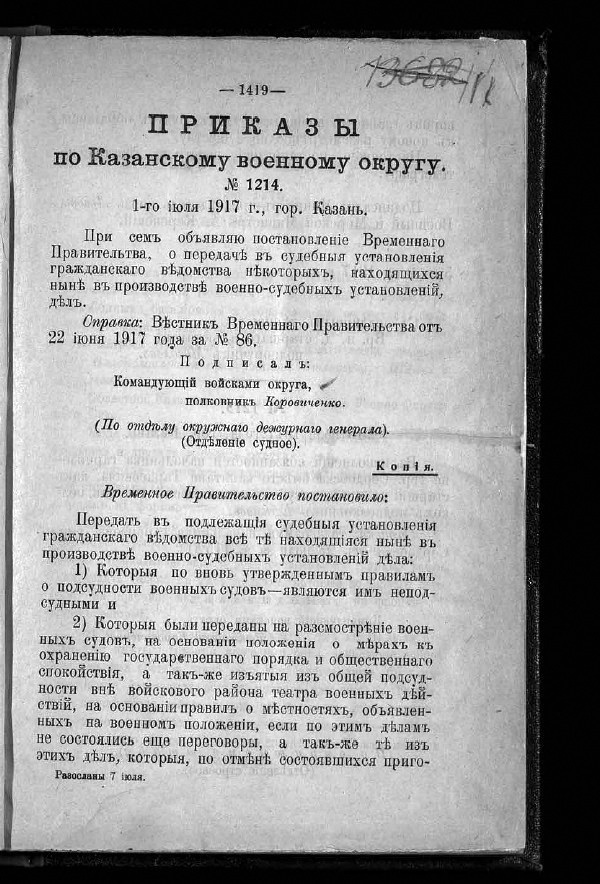 13682/12
—1419—
ПРИКАЗЫ
по Казанскому военному округу.
№ 1214.
1-го іюля 1917 г., гор. Казань.
При семъ объявляю постановленіе Временнаго
Правительтва, о передачѣ въ судебныя установленія
гражданскаго вѣдомства нѣкоторыхъ, находящихся
нынѣ въ производствѣ военно-судебныхъ установленій,
дѣлъ.
Справка: Вѣстникъ Временнаго Правительства отъ
22 іюня 1917 года за № 86.
Подписалъ:
Командующій войсками округа,
полковникъ Коровиченко.
(По отдѣлу окружнаго дежурнаго генерала).
(Отдѣленіе судное).
Копія.
Временное Правительство постановило:
Передать въ подлежащія судебныя установленія
гражданскаго вѣдомства всѣ тѣ находящіяся нынѣ въ
производствѣ военно-судебныхъ установленій дѣла:
1) Которыя по вновь утвержденнымъ правиламъ
о подсудности военныхъ судовъ—являются имъ непод-
судными и
2) Которыя были переданы на разсмотрѣніе воен-
ныхъ судовъ, на основаніи положенія о мѣрахъ къ
охраненію государственнаго порядка и общественнаго
спокойствія, а такъ-же изъятыя изъ общей подсуд-
ности внѣ войскового района театра военныхъ дѣй-
ствій, на основаніи правилъ о мѣстностяхъ, объявлен-
ныхъ на военномъ положеніи, если по этимъ дѣламъ
не состоялись еще переговоры, а такъ-же тѣ изъ
этихъ дѣлъ, которыя, по отмѣнѣ состоявшихся приго-
Разосланы 7 іюля.